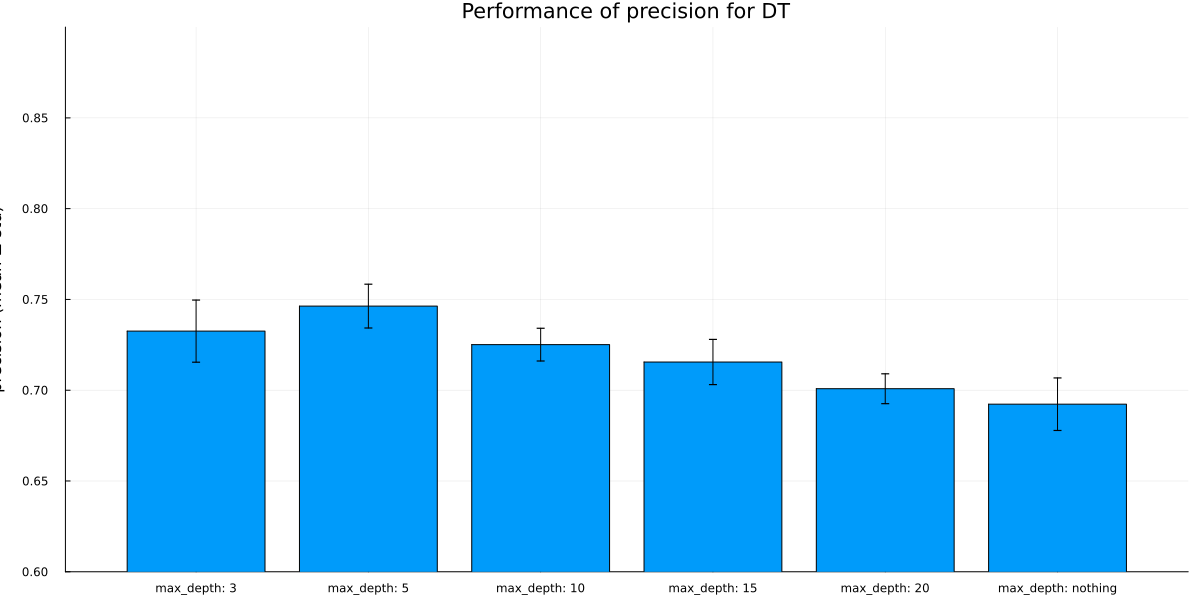 Performance of precision for DT
0.85
0.80
0.75
0.70
0.65
0.60
max_depth: 3
max_depth: 5
max_depth: 10
max_depth: 15
max_depth: 20
max_depth: nothing